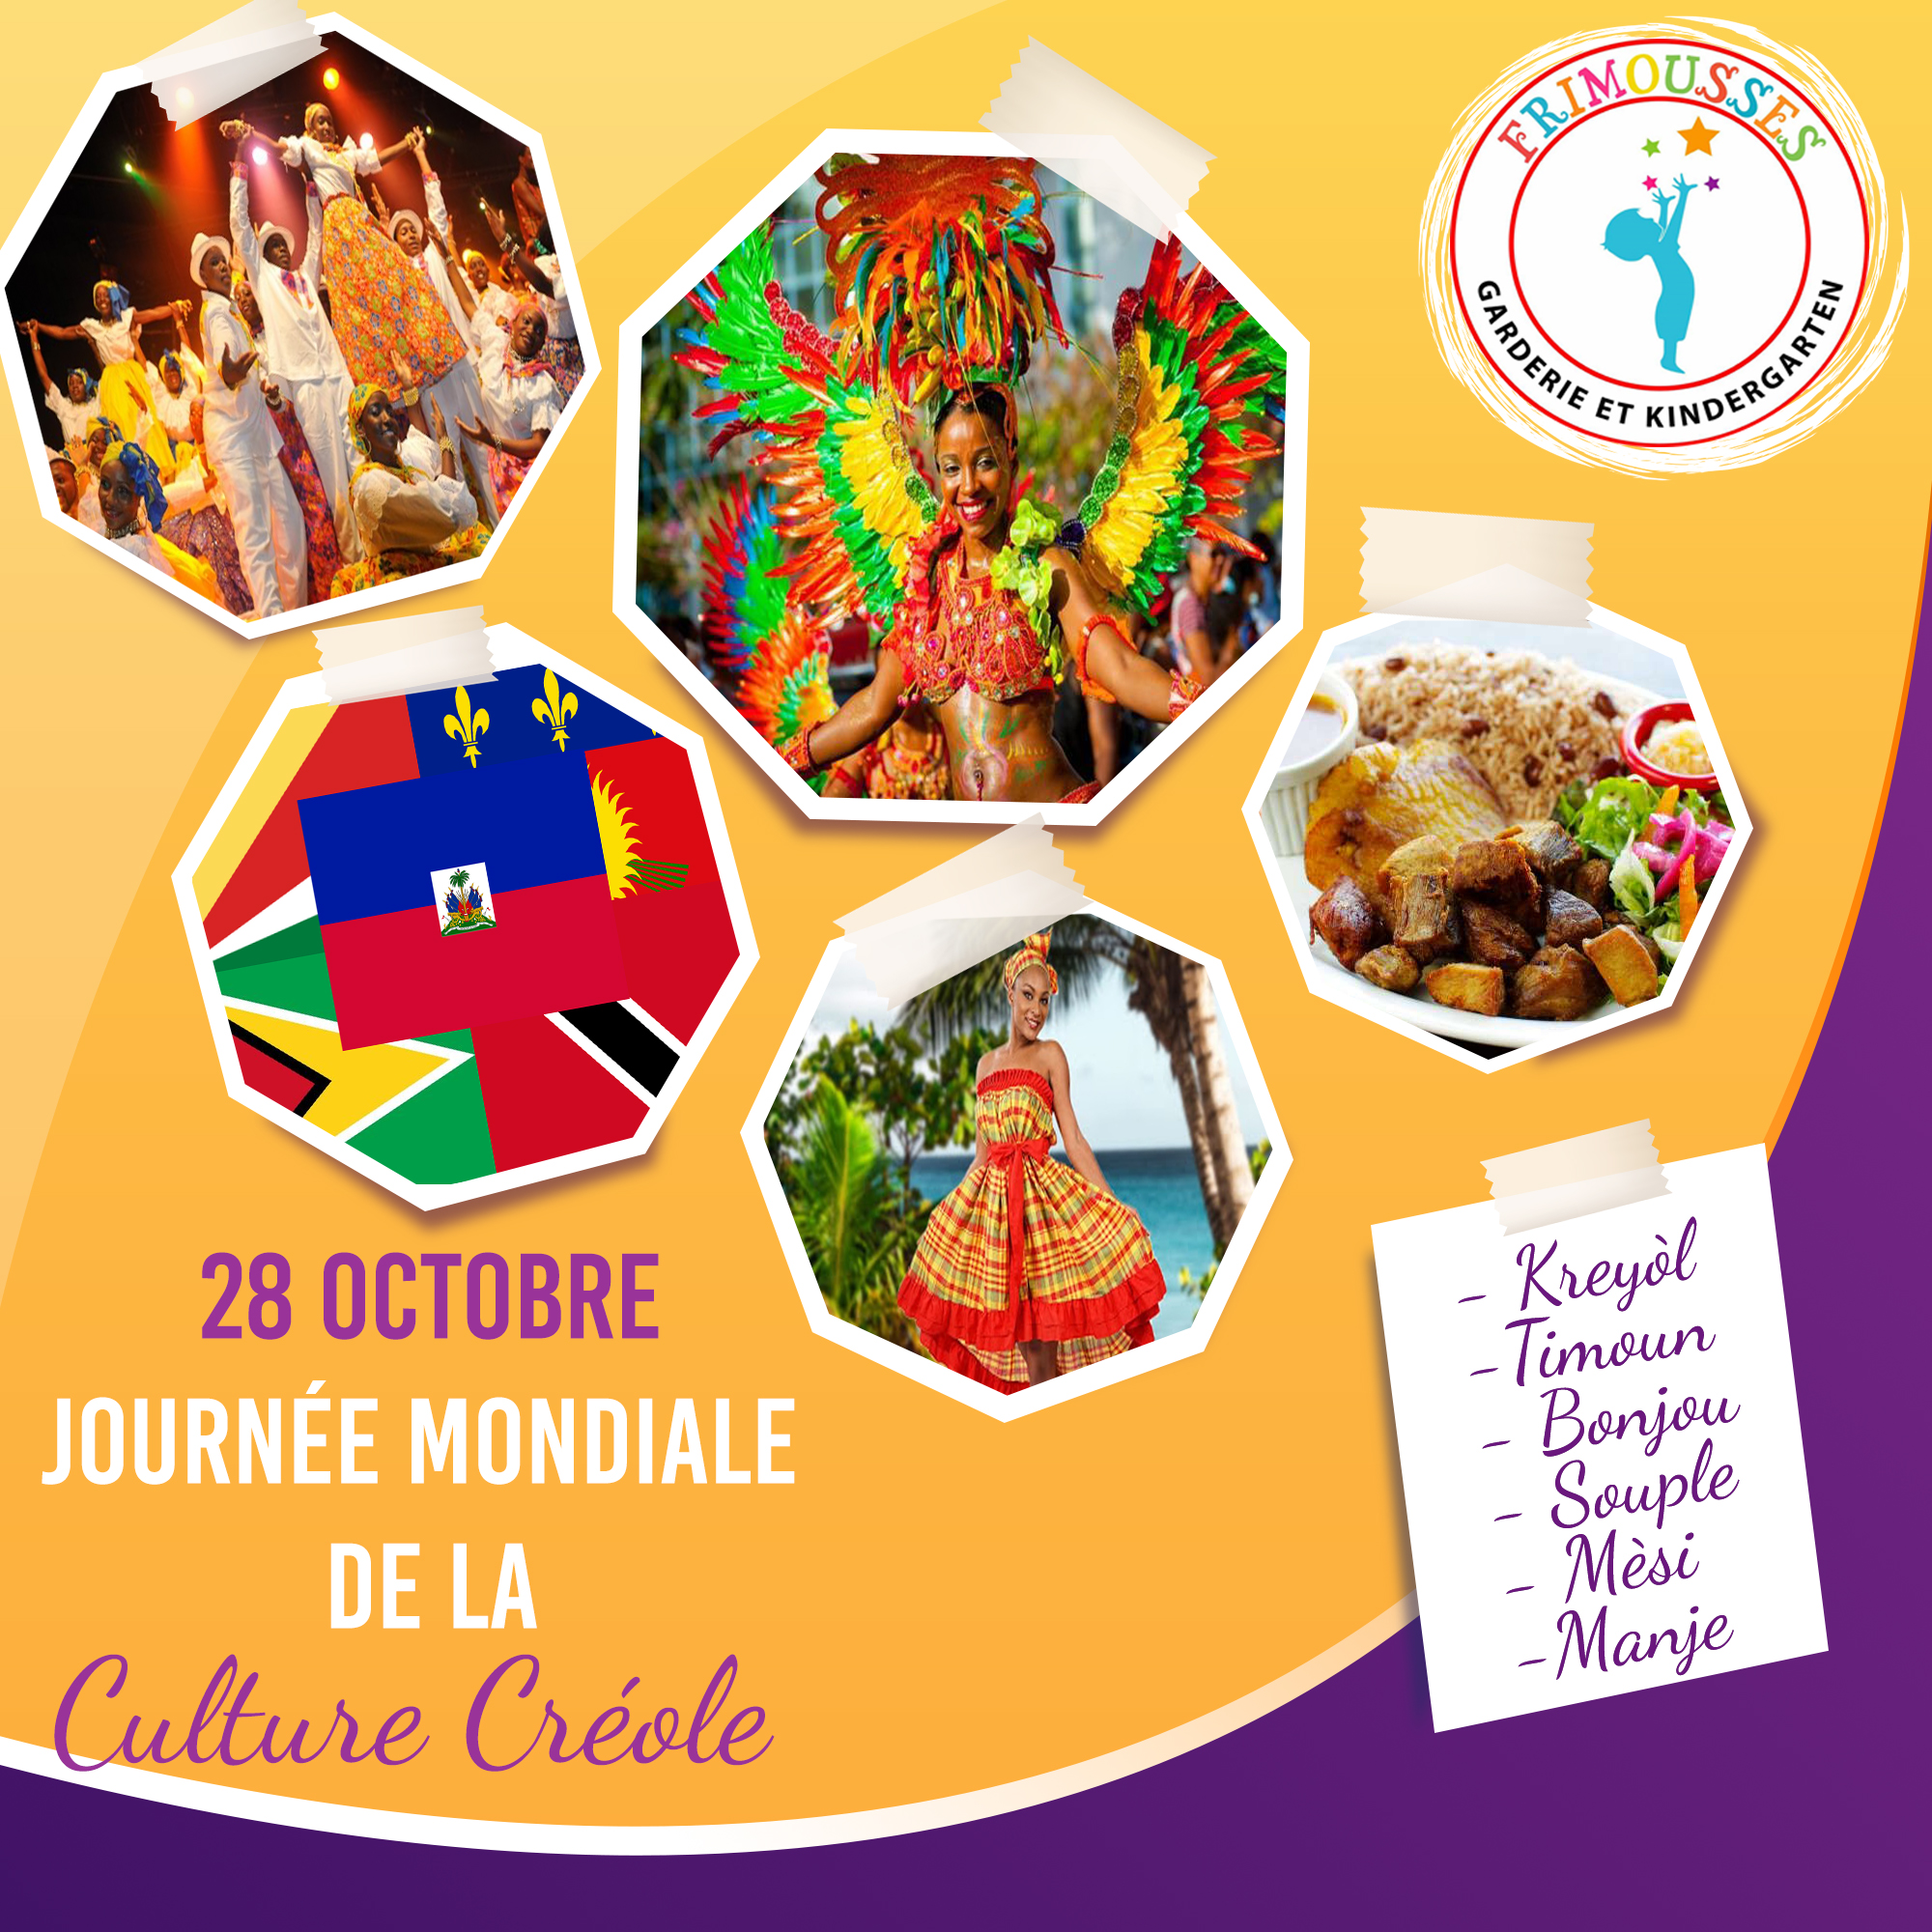 FRIMOUSSES
GARDERIE ET KINDERGARTEN
28 OCTOBRE
JOURNÉE MONDIALE
DE LA
Culture Créole
- Kreyòl
-Timoun
- Bonjou
- Souple
- Mèsi
-Manje